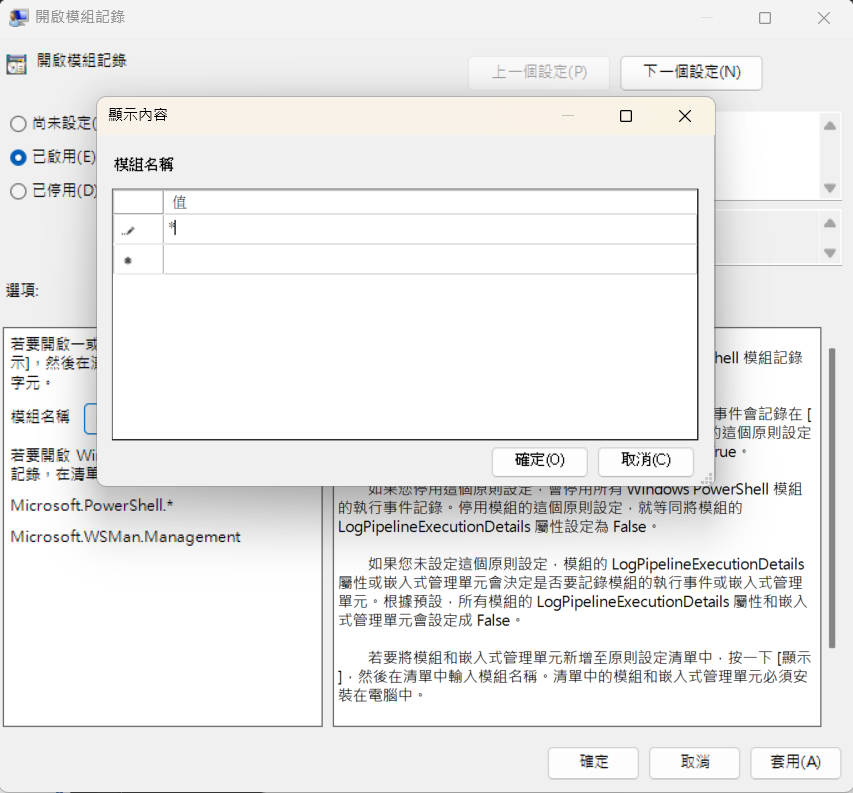 開啟模組記錄
開啟模組記錄
上一個設定(P)
下一個設定(N)
尚未設定(
已啟用(E)
已停用(D)
顯示內容
模組名稱
值
*
確定(O)
取消(C)
選項:
若要開啟一或
示]，然後在清
字元。
模組名稱
若要開啟 Wi
記錄，在清單
Microsoft.PowerShell.*
Microsoft.WSMan.Management
hell 模組記錄
事件會記錄在 [
的這個原則設定
rue。
如果您停用這個原則設定，會停用所有 Windows PowerShell 模組
的執行事件記錄。停用模組的這個原則設定，就等同將模組的
LogPipelineExecutionDetails 屬性設定為 False。
如果您未設定這個原則設定，模組的 LogPipelineExecutionDetails
屬性或嵌入式管理單元會決定是否要記錄模組的執行事件或嵌入式管理
單元。根據預設，所有模組的 LogPipelineExecutionDetails 屬性和嵌入
式管理單元會設定成 False。
若要將模組和嵌入式管理單元新增至原則設定清單中，按一下 [顯示
]，然後在清單中輸入模組名稱。清單中的模組和嵌入式管理單元必須安
裝在電腦中。
確定
取消
套用(A)